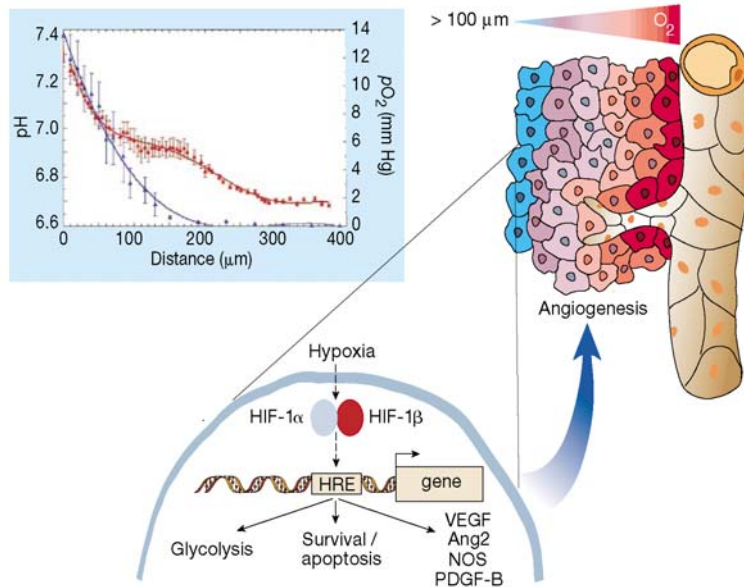 7.4
7.2
7.0
6.8
6.6
pH
14
12
10
8
6
4
2
0
pO2 (mm Hg)
0 100 200 300 400
Distance (μm)
> 100 μm
O2
Angiogenesis
Hypoxia
HIF-1α HIF-1β
HRE gene
Glycolysis
Survival /
apoptosis
VEGF
Ang2
NOS
PDGF-B